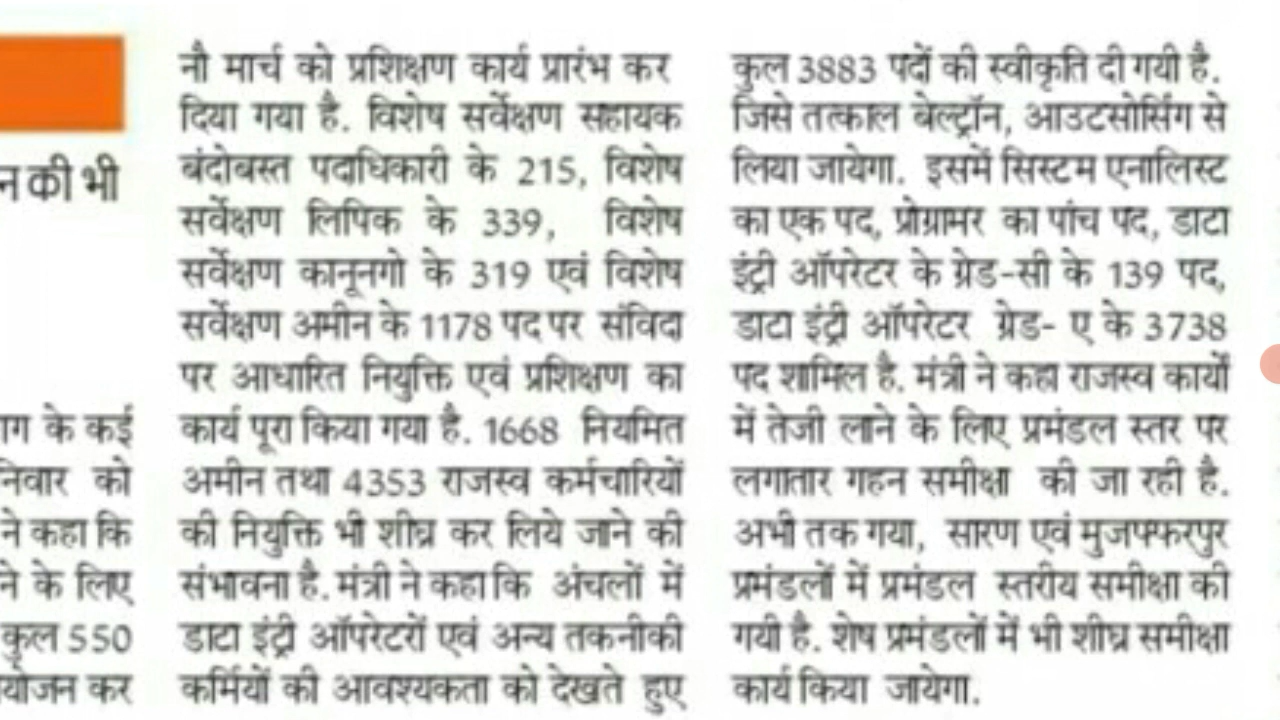 न की भी
ाग के कई
निवार को
ने कहा कि
ने के लिए
कुल 550
योजन कर
नौ मार्च को प्रशिक्षण कार्य प्रारंभ कर
दिया गया है. विशेष सर्वेक्षण सहायक
बंदोबस्त पदाधिकारी के 215, विशेष
सर्वेक्षण लिपिक के 339, विशेष
सर्वेक्षण कानूनगो के 319 एवं विशेष
सर्वेक्षण अमीन के 1178 पद पर संविदा
पर आधारित नियुक्ति एवं प्रशिक्षण का
कार्य पूरा किया गया है. 1668 नियमित
अमीन तथा 4353 राजस्व कर्मचारियों
की नियुक्ति भी शीघ्र कर लिये जाने की
संभावना है. मंत्री ने कहा कि अंचलों में
डाटा इंट्री ऑपरेटरों एवं अन्य तकनीकी
कर्मियों की आवश्यकता को देखते हुए
कुल 3883 पदों की स्वीकृति दी गयी है.
जिसे तत्काल बेल्ट्रॉन, आउटसोर्सिंग से
लिया जायेगा. इसमें सिस्टम एनालिस्ट
का एक पद, प्रोग्रामर का पांच पद, डाटा
इंट्री ऑपरेटर के ग्रेड-सी के 139 पद,
डाटा इंट्री ऑपरेटर ग्रेड- ए के 3738
पद शामिल है. मंत्री ने कहा राजस्व कार्यों
में तेजी लाने के लिए प्रमंडल स्तर पर
लगातार गहन समीक्षा की जा रही है.
अभी तक गया, सारण एवं मुजफ्फरपुर
प्रमंडलों में प्रमंडल स्तरीय समीक्षा की
गयी है. शेष प्रमंडलों में भी शीघ्र समीक्षा
कार्य किया जायेगा.